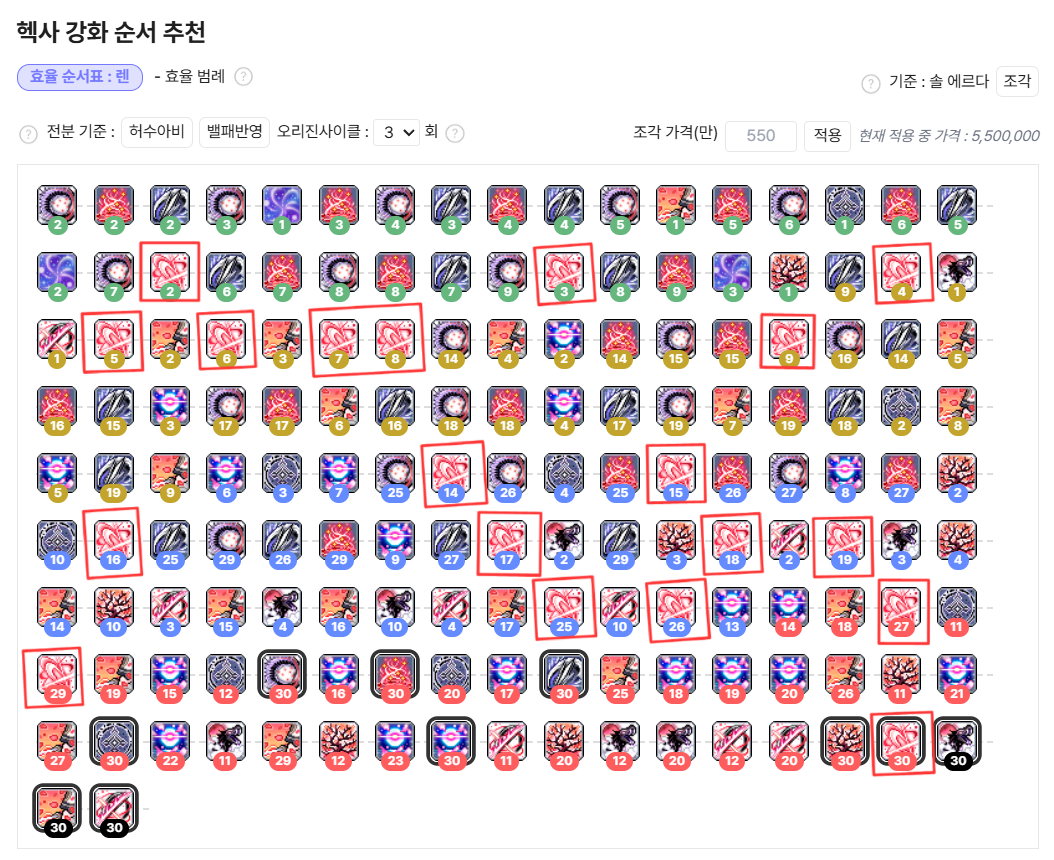 헥사 강화 순서 추천
효율 순서표 : 렌 - 효율 범례 ?
? 기준 : 솔 에르다 조각
? 전분 기준 : 허수아비 밸패반영 오리진사이클 : 3 회 ?
조각 가격(만) 550 적용 현재 적용 중 가격 : 5,500,000
2 2 2 3 1 3 4 3 4 4 5 1 5 6 1 6 5
2 7 2 6 7 8 8 7 9 3 8 9 3 1 9 4 1
1 5 2 6 3 7 8 14 4 2 14 15 15 9 16 14 5
16 15 3 17 17 6 16 18 18 4 17 19 7 19 18 2 8
5 19 9 6 3 7 25 14 26 4 25 15 26 27 8 27 2
10 16 25 29 26 29 9 27 17 2 29 3 18 2 19 3 4
14 10 3 15 4 16 10 4 17 25 10 26 13 14 18 27 11
29 19 15 12 30 16 30 20 17 30 25 18 19 20 26 11 21
27 30 22 11 29 12 23 30 11 20 12 20 12 20 30 30 30
30 30